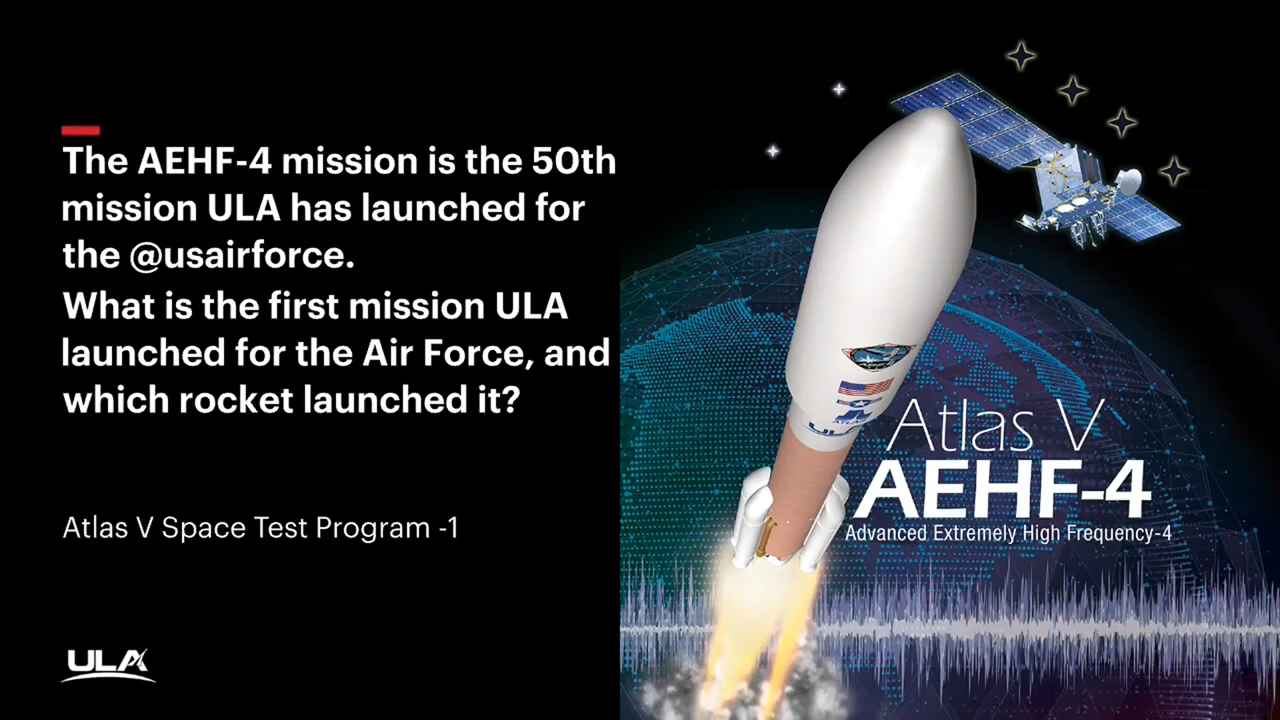 The AEHF-4 mission is the 50th
mission ULA has launched for
the @usairforce.
What is the first mission ULA
launched for the Air Force, and
which rocket launched it?
Atlas V Space Test Program -1
ULA
ULA
Atlas V
AEHF-4
Advanced Extremely High Frequency-4